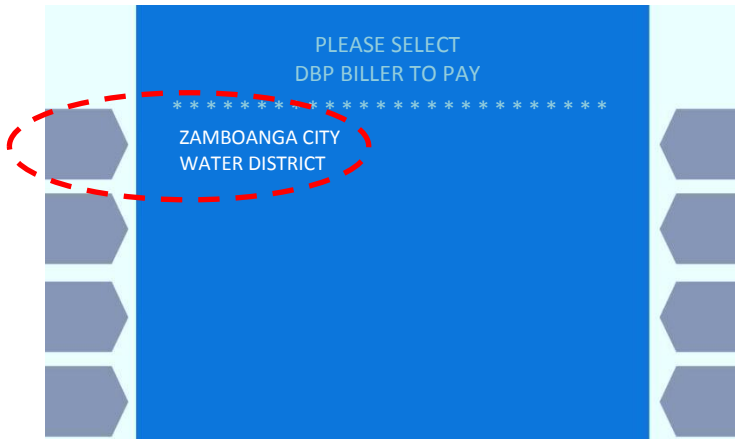 PLEASE SELECT
DBP BILLER TO PAY
* * * * * * * * * * * * * * * * * * * * * * * * * *
ZAMBOANGA CITY
WATER DISTRICT